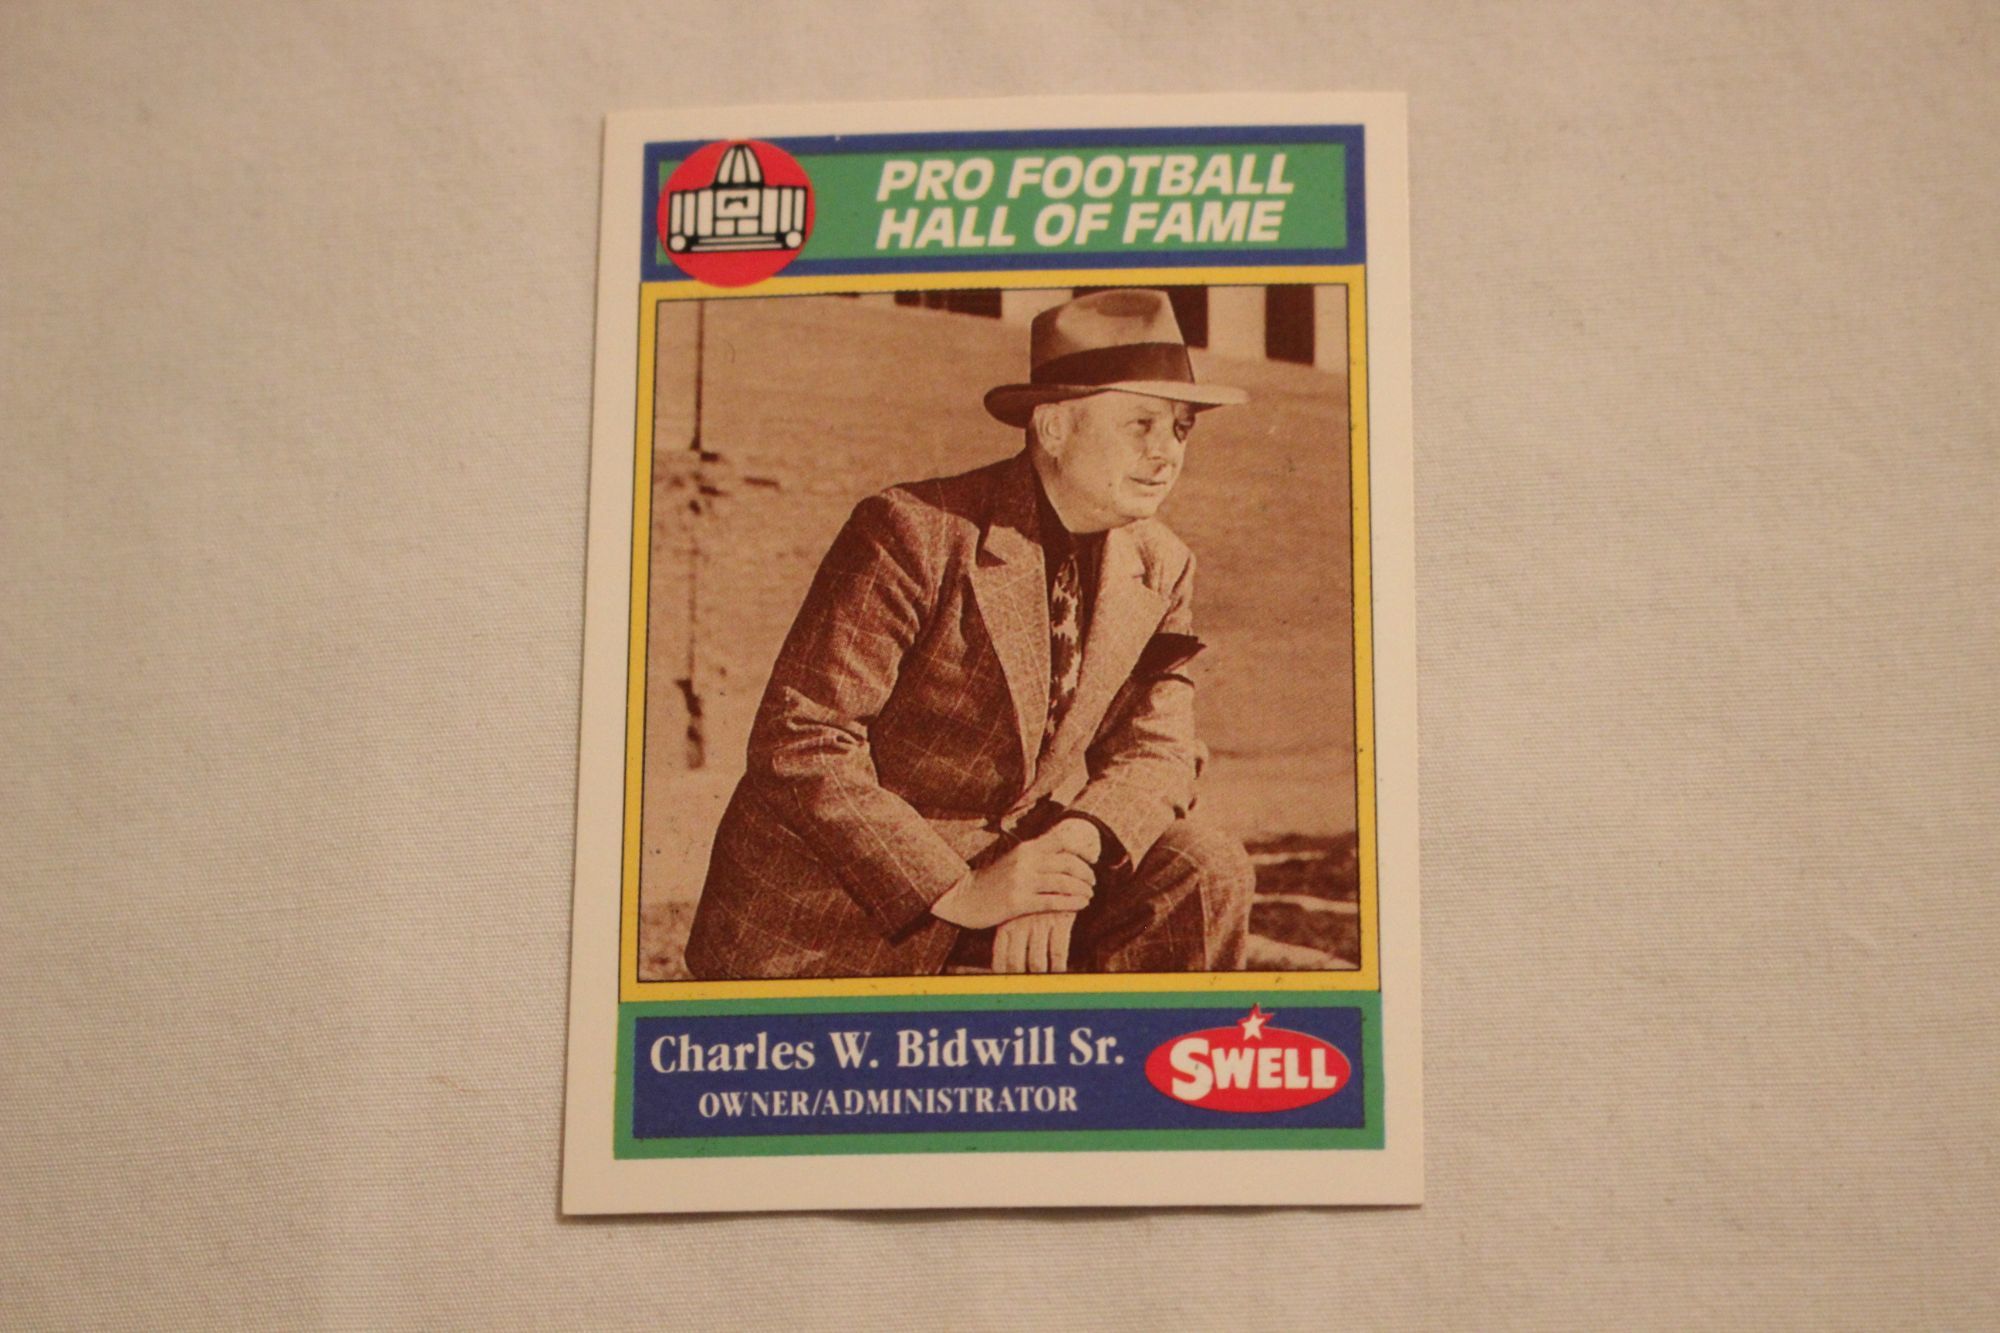 PRO FOOTBALL
HALL OF FAME
Charles W. Bidwill Sr.
OWNER/ADMINISTRATOR
SWELL